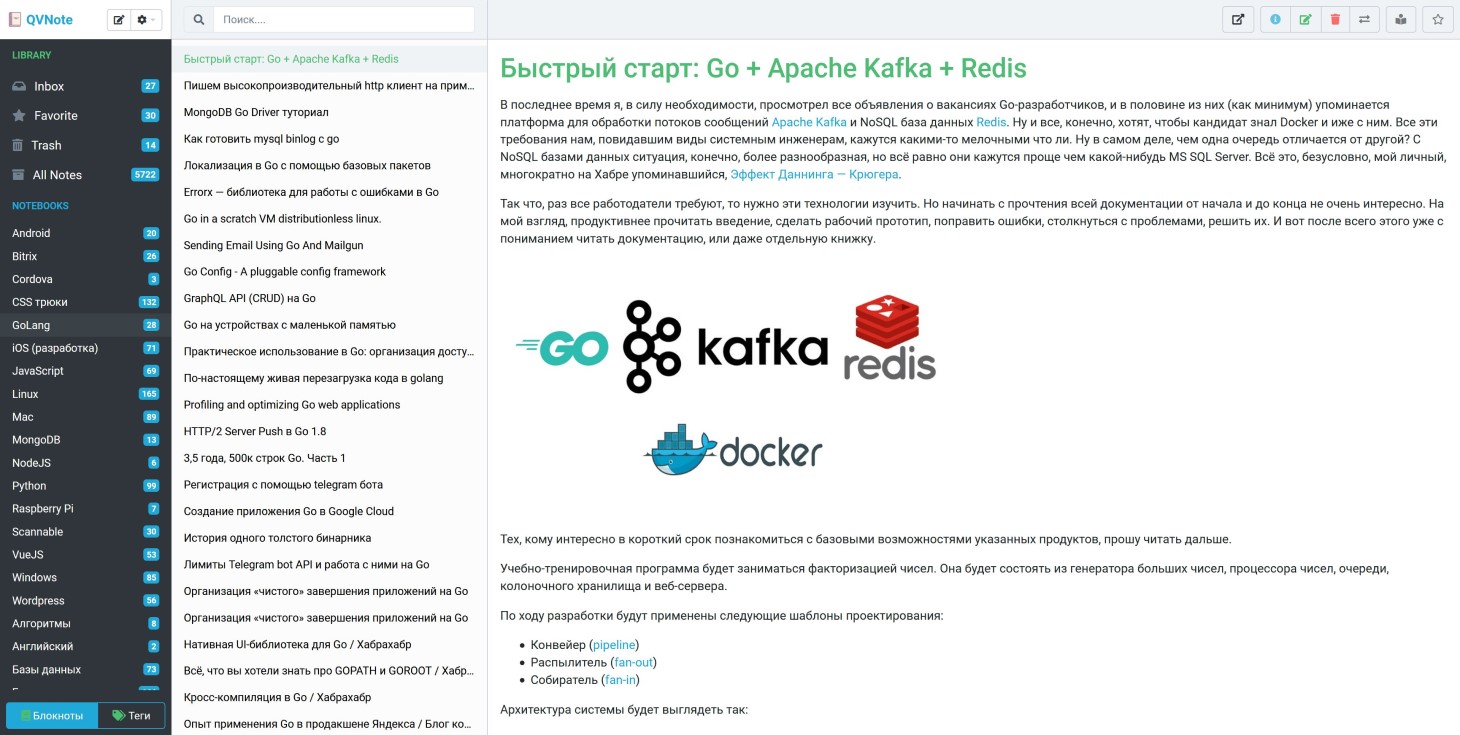 QVNote
LIBRARY
Inbox 27
Favorite 30
Trash 14
All Notes 5722
NOTEBOOKS
Android 20
Bitrix 26
Cordova 3
CSS трюки 132
GoLang 28
iOS (разработка) 71
JavaScript 69
Linux 165
Mac 89
MongoDB 13
NodeJS 6
Python 99
Raspberry Pi 7
Scannable 30
VueJS 53
Windows 85
Wordpress 56
Алгоритмы 8
Английский 2
Базы данных 73
Блокноты
Теги
Поиск....
Быстрый старт: Go + Apache Kafka + Redis
Пишем высокопроизводительный http клиент на прим...
MongoDB Go Driver туториал
Как готовить mysql binlog с go
Локализация в Go с помощью базовых пакетов
Errorx — библиотека для работы с ошибками в Go
Go in a scratch VM distributionless linux.
Sending Email Using Go And Mailgun
Go Config - A pluggable config framework
GraphQL API (CRUD) на Go
Go на устройствах с маленькой памятью
Практическое использование в Go: организация досту...
По-настоящему живая перезагрузка кода в golang
Profiling and optimizing Go web applications
HTTP/2 Server Push в Go 1.8
3,5 года, 500к строк Go. Часть 1
Регистрация с помощью telegram бота
Создание приложения Go в Google Cloud
История одного толстого бинарника
Лимиты Telegram bot API и работа с ними на Go
Организация «чистого» завершения приложений на Go
Организация «чистого» завершения приложений на Go
Нативная UI-библиотека для Go / Хабрахабр
Всё, что вы хотели знать про GOPATH и GOROOT / Хабр...
Кросс-компиляция в Go / Хабрахабр
Опыт применения Go в продакшене Яндекса / Блог ко...
Быстрый старт: Go + Apache Kafka + Redis
В последнее время я, в силу необходимости, просмотрел все объявления о вакансиях Go-разработчиков, и в половине из них (как минимум) упоминается
платформа для обработки потоков сообщений Apache Kafka и NoSQL база данных Redis. Ну и все, конечно, хотят, чтобы кандидат знал Docker и иже с ним. Все эти
требования нам, повидавшим виды системным инженерам, кажутся какими-то мелочными что ли. Ну в самом деле, чем одна очередь отличается от другой? С
NoSQL базами данных ситуация, конечно, более разнообразная, но всё равно они кажутся проще чем какой-нибудь MS SQL Server. Всё это, безусловно, мой личный,
многократно на Хабре упоминавшийся, Эффект Даннинга — Крюгера.
Так что, раз все работодатели требуют, то нужно эти технологии изучить. Но начинать с прочтения всей документации от начала и до конца не очень интересно. На
мой взгляд, продуктивнее прочитать введение, сделать рабочий прототип, поправить ошибки, столкнуться с проблемами, решить их. И вот после всего этого уже с
пониманием читать документацию, или даже отдельную книжку.
GO kafka redis
docker
Тех, кому интересно в короткий срок познакомиться с базовыми возможностями указанных продуктов, прошу читать дальше.
Учебно-тренировочная программа будет заниматься факторизацией чисел. Она будет состоять из генератора больших чисел, процессора чисел, очереди,
колоночного хранилища и веб-сервера.
По ходу разработки будут применены следующие шаблоны проектирования:
• Конвейер (pipeline)
• Распылитель (fan-out)
• Собиратель (fan-in)
Архитектура системы будет выглядеть так: